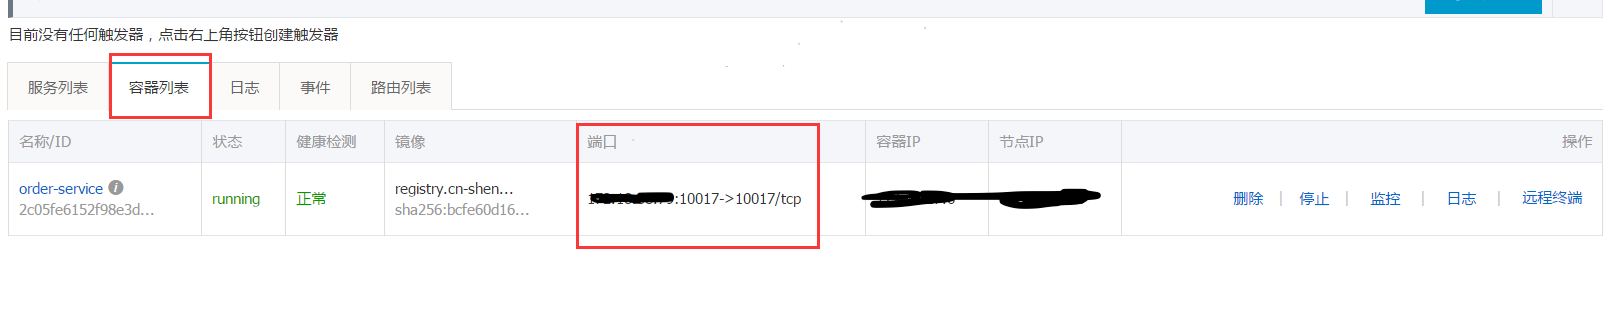 目前没有任何触发器，点击右上角按钮创建触发器
服务列表 容器列表 日志 事件 路由列表
名称/ID 状态 健康检测 镜像 端口 容器IP 节点IP 操作
order-service running 正常 registry.cn-shen... :10017->10017/tcp 删除 | 停止 | 监控 | 日志 | 远程终端
2c05fe6152f98e3d... sha256:bcfe60d16...